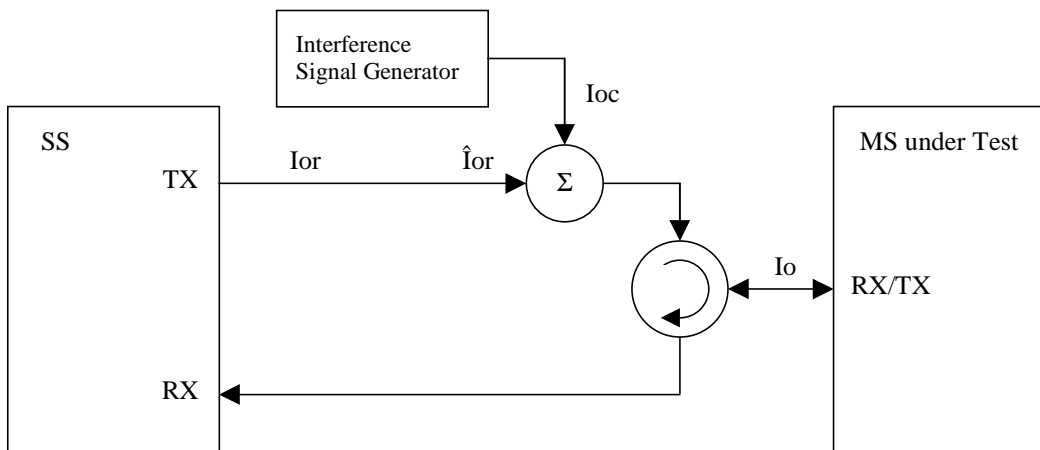 Interference
Signal Generator
Ioc
SS
MS under Test
TX
Ior
Îor
Σ
Io
RX/TX
RX